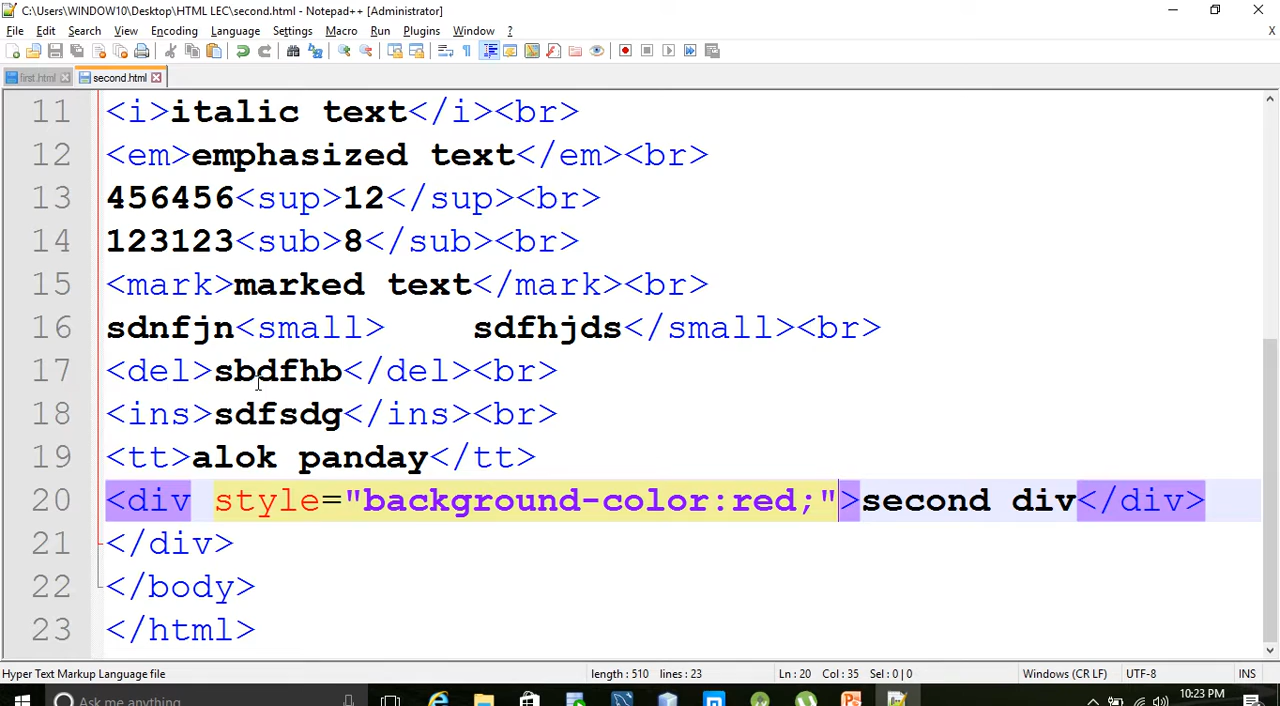 C:\Users\WINDOW10\Desktop\HTML LEC\second.html - Notepad++ [Administrator]
File Edit Search View Encoding Language Settings Macro Run Plugins Window ? X
first.html second.html
11 <i>italic text</i><br>
12 <em>emphasized text</em><br>
13 456456<sup>12</sup><br>
14 123123<sub>8</sub><br>
15 <mark>marked text</mark><br>
16 sdnfjn<small>    sdfhjds</small><br>
17 <del>sbdfhb</del><br>
18 <ins>sdfsdg</ins><br>
19 <tt>alok panday</tt>
20 <div style="background-color:red;">second div</div>
21 </div>
22 </body>
23 </html>
Hyper Text Markup Language file length : 510 lines : 23 Ln : 20 Col : 35 Sel : 0 | 0 Windows (CR LF) UTF-8 INS
Ask me anything 10:23 PM